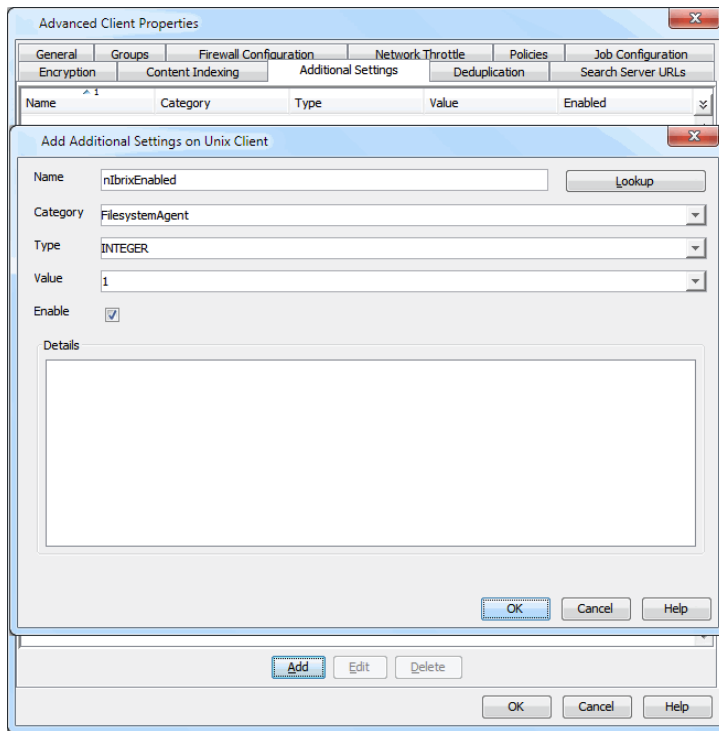 Advanced Client Properties
General Groups Firewall Configuration Network Throttle Policies Job Configuration
Encryption Content Indexing Additional Settings Deduplication Search Server URLs
1
Name Category Type Value Enabled
Add Additional Settings on Unix Client
Name nIbrixEnabled Lookup
Category FilesystemAgent
Type INTEGER
Value 1
Enable
Details
OK Cancel Help
Add Edit Delete
OK Cancel Help